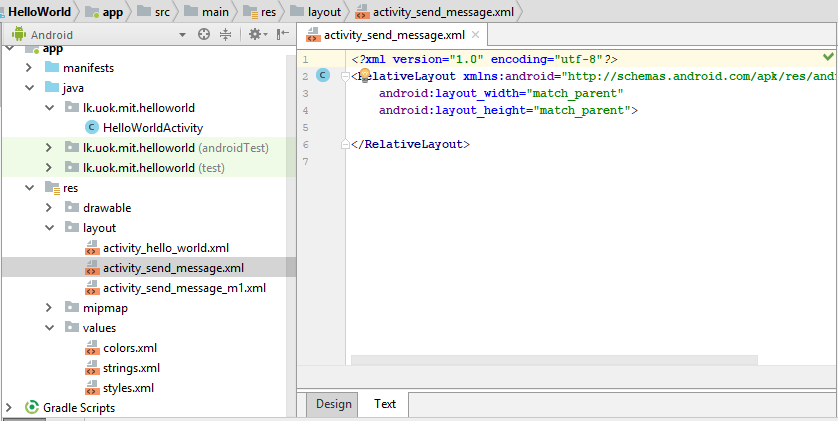 HelloWorld app src main res layout activity_send_message.xml
Android
app
manifests
java
lk.uok.mit.helloworld
HelloWorldActivity
lk.uok.mit.helloworld (androidTest)
lk.uok.mit.helloworld (test)
res
drawable
layout
activity_hello_world.xml
activity_send_message.xml
activity_send_message_m1.xml
mipmap
values
colors.xml
strings.xml
styles.xml
Gradle Scripts
activity_send_message.xml
1 <?xml version="1.0" encoding="utf-8"?>
2 <RelativeLayout xmlns:android="http://schemas.android.com/apk/res/and
3 android:layout_width="match_parent"
4 android:layout_height="match_parent">
5
6 </RelativeLayout>
7
Design Text